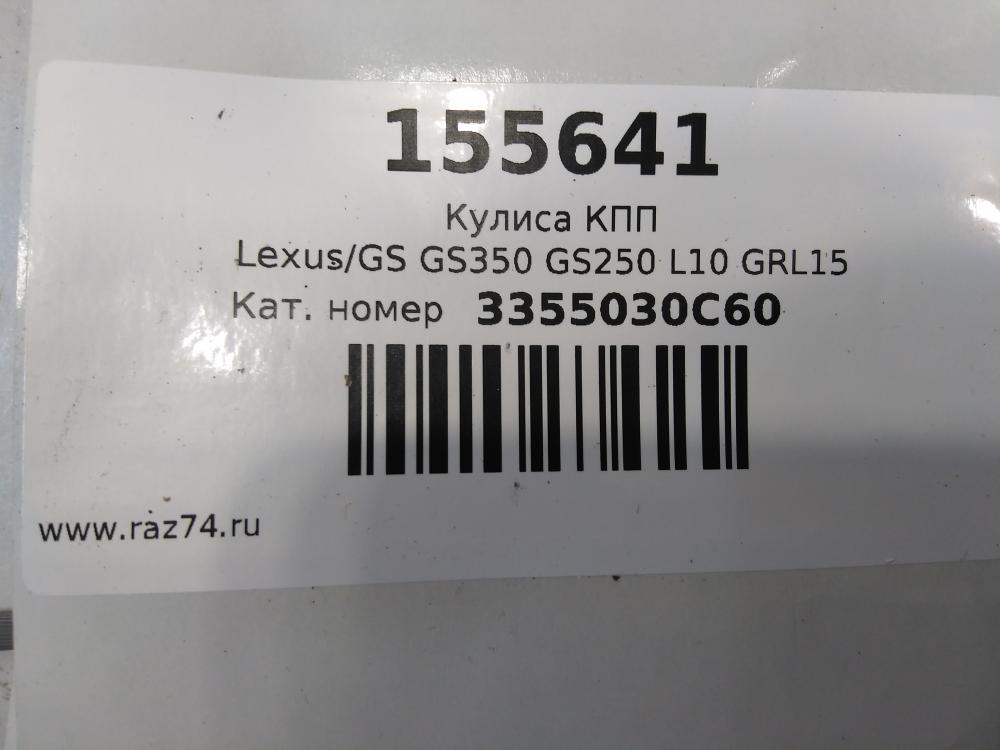 155641
Кулиса КПП
Lexus/GS GS350 GS250 L10 GRL15
Кат. номер 3355030C60
www.raz74.ru